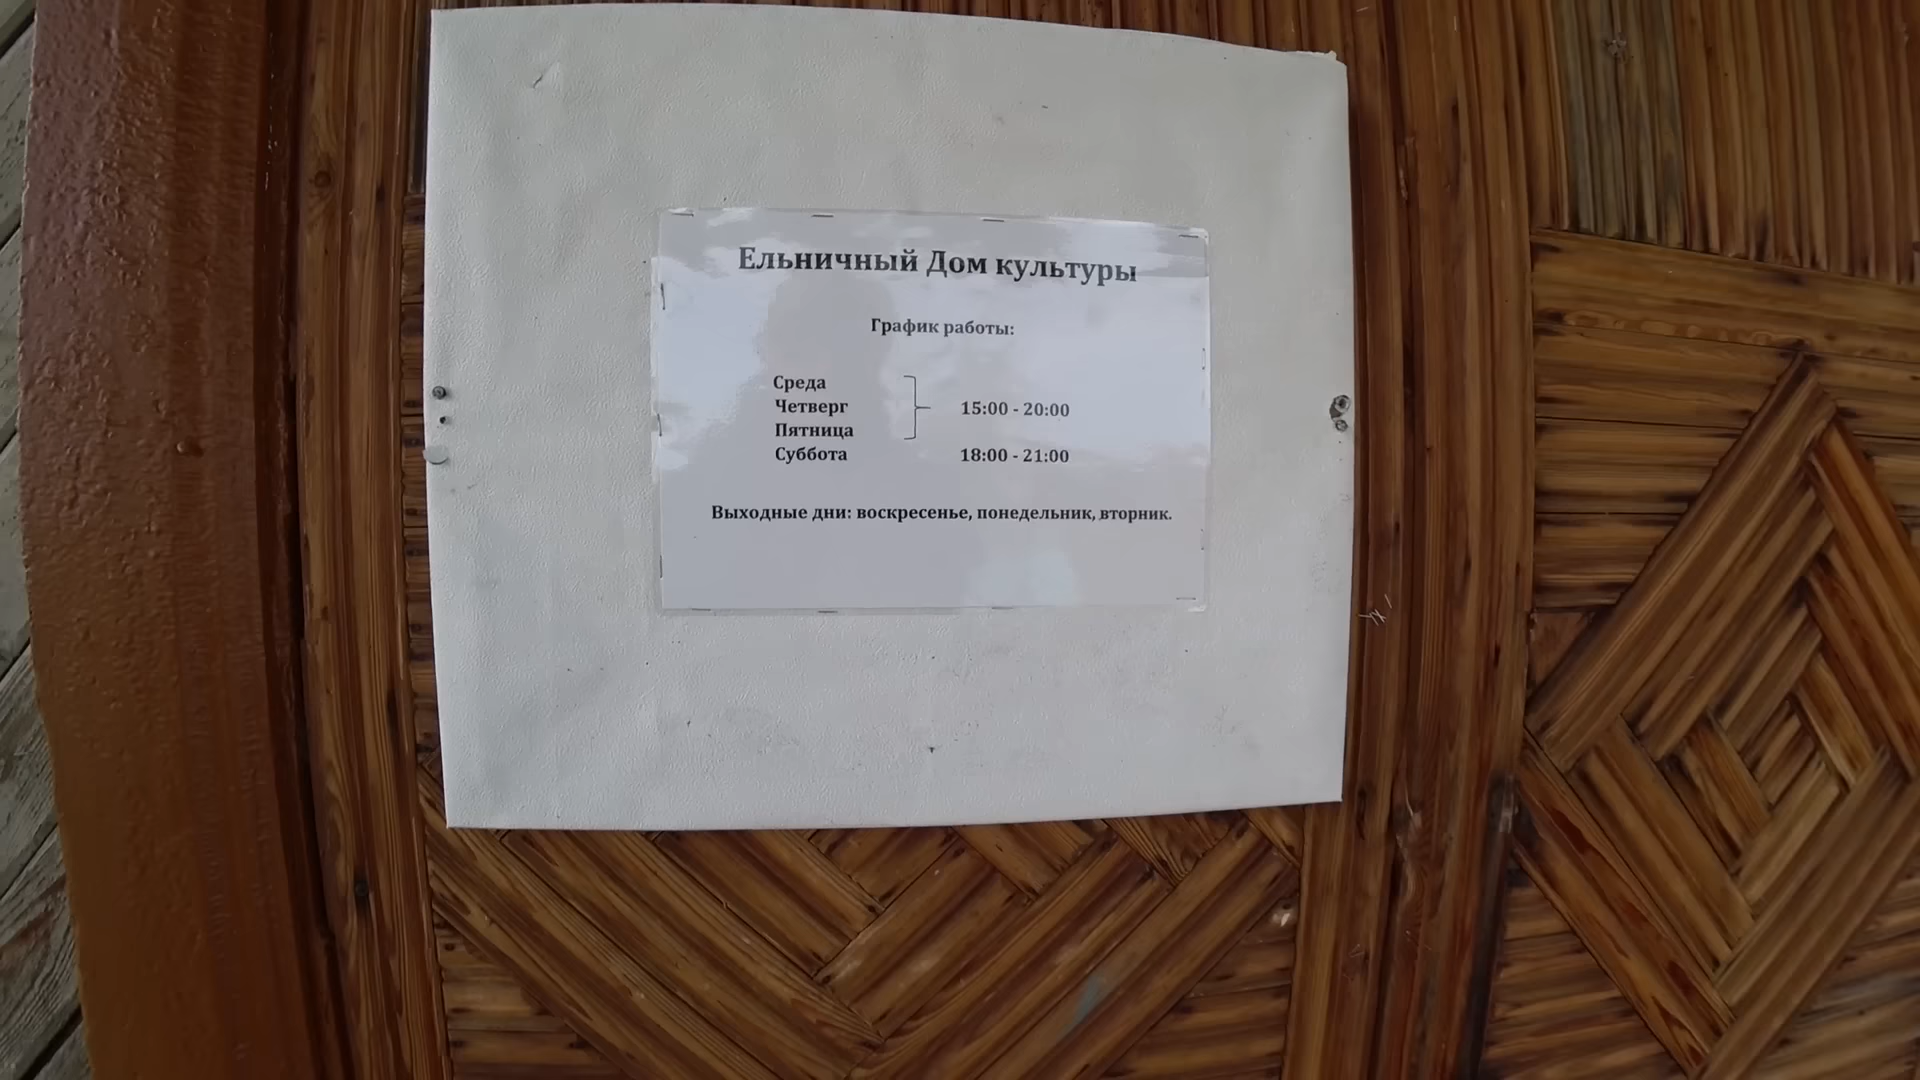 Ельничный Дом культуры
График работы:
Среда
Четверг
Пятница
15:00 - 20:00
Суббота 18:00 - 21:00
Выходные дни: воскресенье, понедельник, вторник.